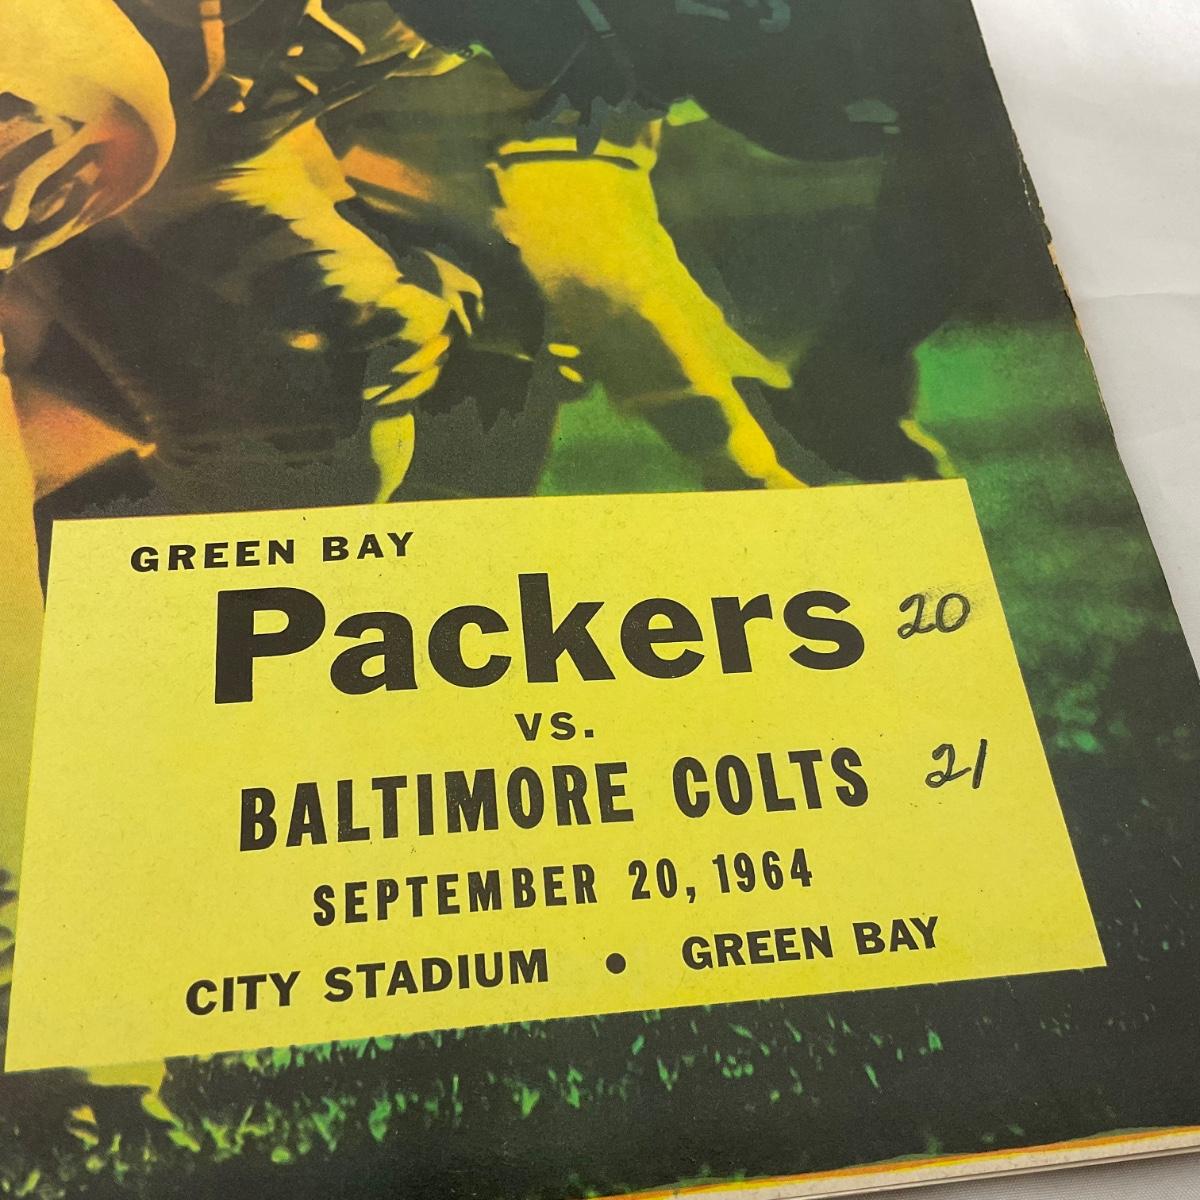 GREEN BAY
Packers 20
VS.
BALTIMORE COLTS 21
SEPTEMBER 20, 1964
CITY STADIUM • GREEN BAY